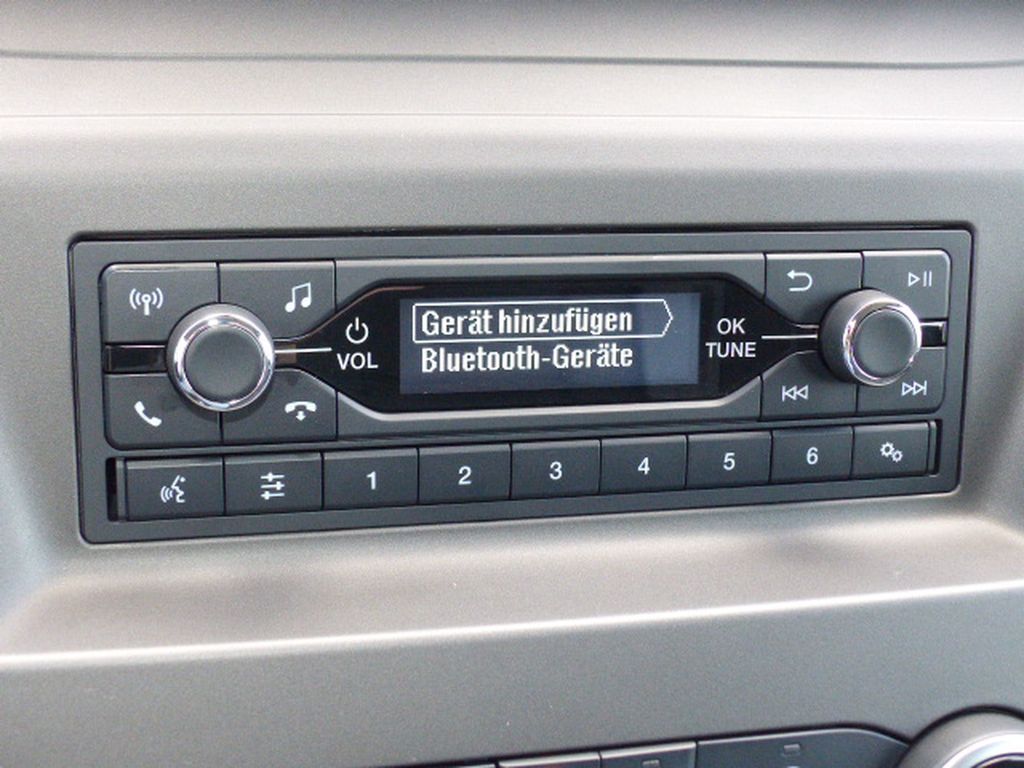 Gerät hinzufügen
Bluetooth-Geräte
VOL
OK
TUNE
1 2 3 4 5 6